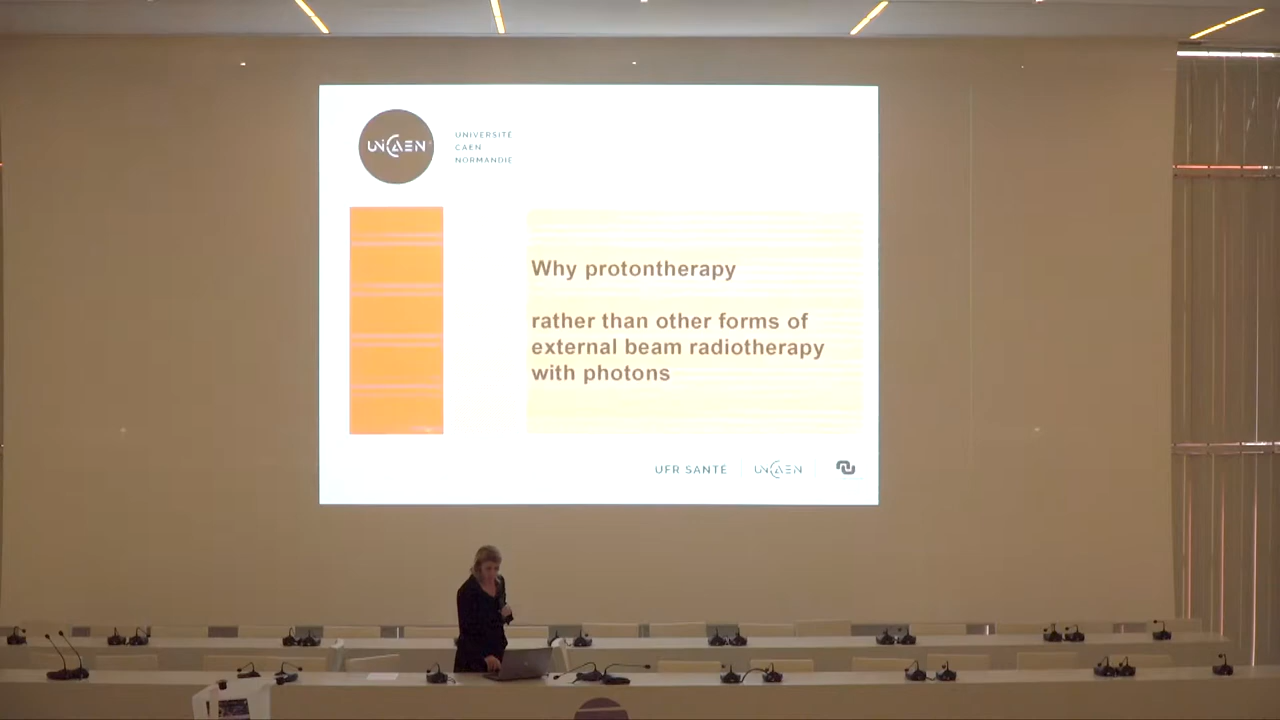 UNICAEN
UNIVERSITÉ
CAEN
NORMANDIE
Why protontherapy
rather than other forms of
external beam radiotherapy
with photons
UFR SANTÉ
UNICAEN